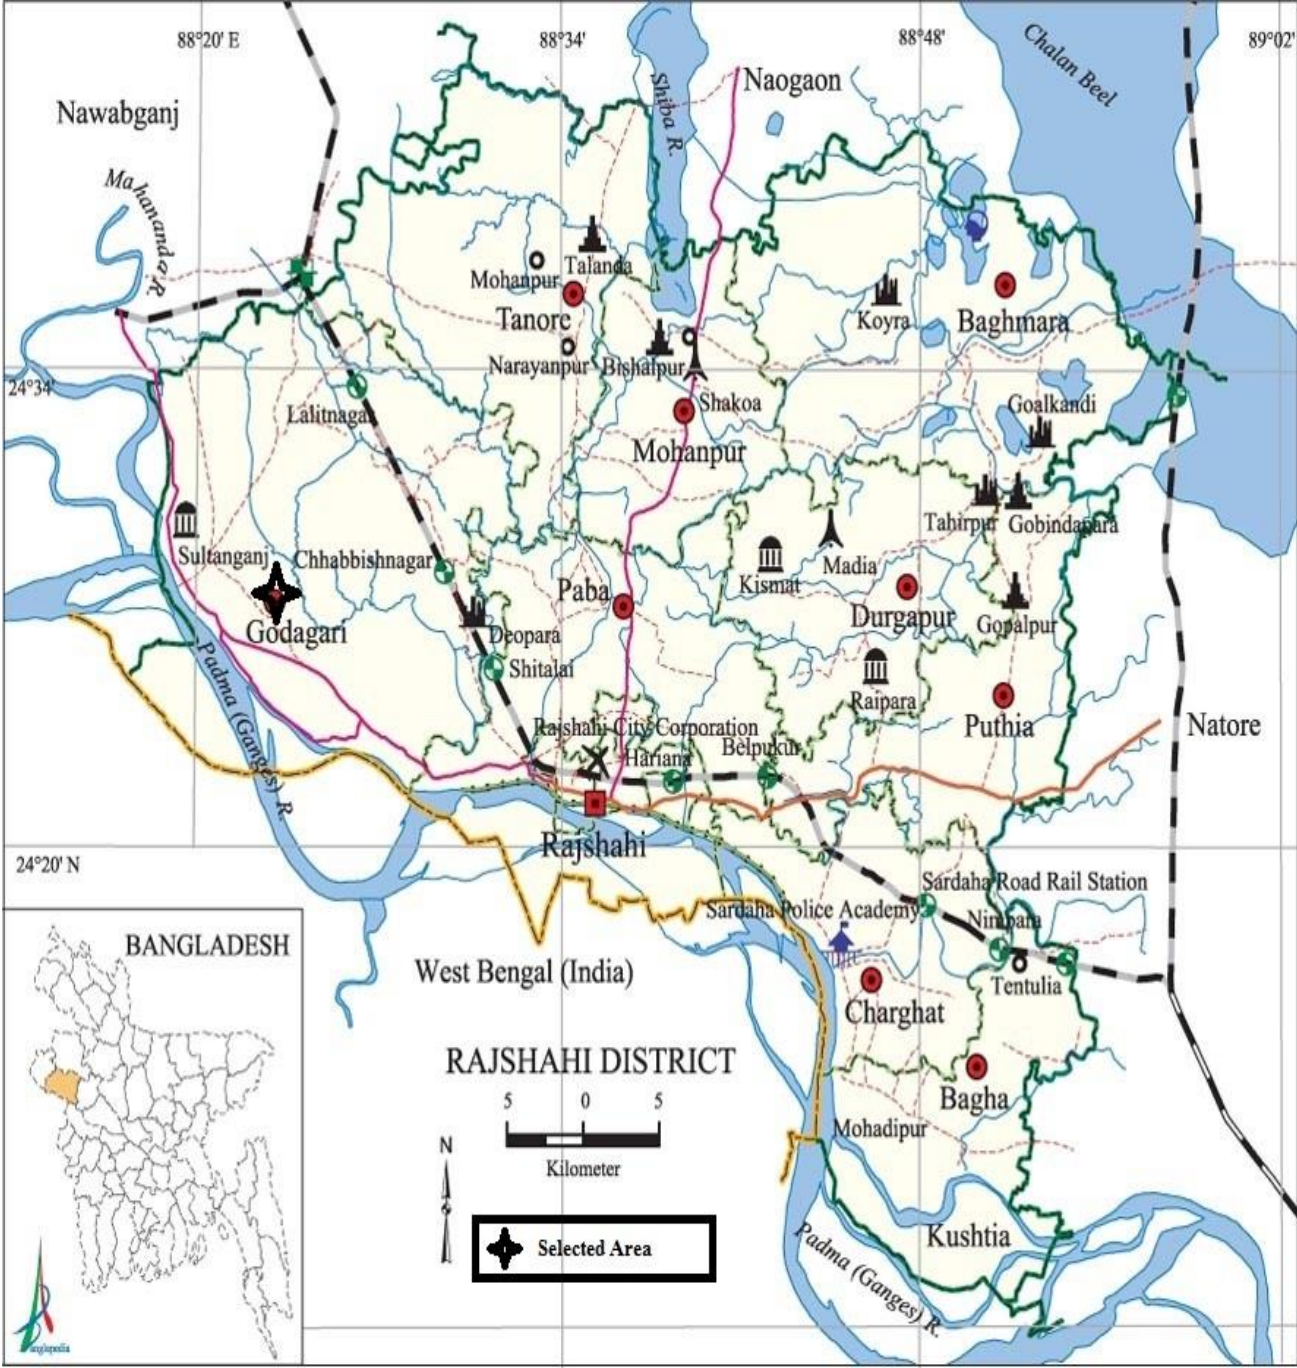 88°20' E
88°34'
88°48'
89°02'
Nawabganj
Naogaon
Shiba R.
Chalan Beel
Mahananda R.
Mohanpur
Talanda
Tanore
Narayanpur
Bishalpur
Koyra
Baghmara
24°34'
Lalitnagar
Shakoa
Mohanpur
Goalkandi
Tahirpur
Gobindapara
Sultanganj
Chhabbishnagar
Kismat
Madia
Paba
Durgapur
Gopalpur
Godagari
Deopara
Shitalai
Raipara
Puthia
Natore
Padma (Ganges) R.
Rajshahi City Corporation
Hariana
Belpukur
Rajshahi
24°20' N
Sardaha Road Rail Station
Sardaha Police Academy
Nimpara
Tentulia
BANGLADESH
West Bengal (India)
Charghat
RAJSHAHI DISTRICT
5 0 5
Kilometer
Bagha
Mohadipur
N
Selected Area
Kushtia
Padma (Ganges) R.